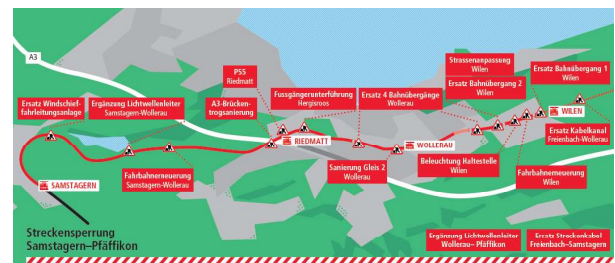 A3
P55
Riedmatt
Strassenanpassung
Wilen
Ersatz Bahnübergang 1
Wilen
Fussgängerunterführung
Hergisroos
Ersatz Bahnübergang 2
Wilen
Ersatz Windschief-
fahrleitungsanlage
Ergänzung Lichtwellenleiter
Samstagern-Wollerau
A3-Brücken-
trogsanierung
Ersatz 4 Bahnübergänge
Wollerau
WILEN
RIEDMATT
WOLLERAU
Ersatz Kabelkanal
Freienbach-Wollerau
Fahrbahnerneuerung
Samstagern-Wollerau
Sanierung Gleis 2
Wollerau
Beleuchtung Haltestelle
Wilen
Fahrbahnerneuerung
Wilen
SAMSTAGERN
Streckensperrung
Samstagern–Pfäffikon
Ergänzung Lichtwellenleiter
Wollerau– Pfäffikon
Ersatz Streckenkabel
Freienbach–Samstagern